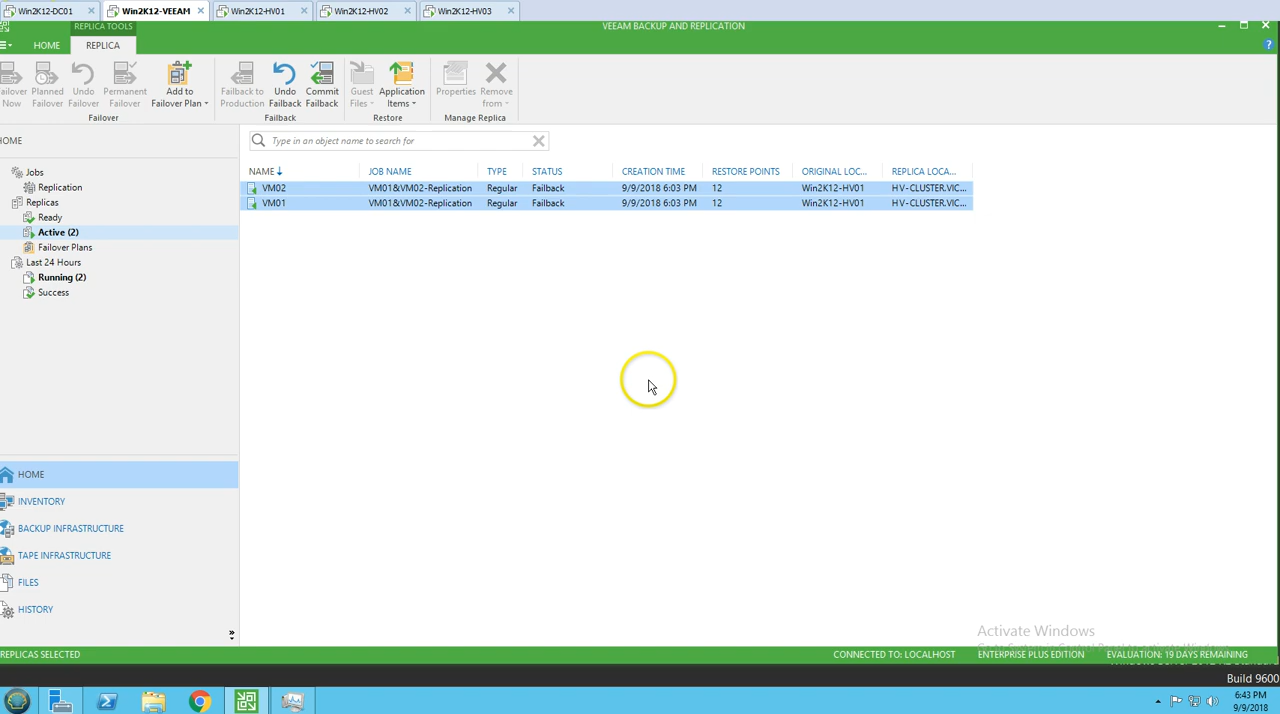 Win2K12-DC01 Win2K12-VEEAM Win2K12-HV01 Win2K12-HV02 Win2K12-HV03
REPLICA TOOLS VEEAM BACKUP AND REPLICATION
HOME REPLICA
Planned Failover
Undo Failover
Permanent Failover
Add to Failover Plan
Failback to Production
Undo Failback
Commit Failback
Guest Files
Application Items
Properties
Remove from
Now
Failover Failback Restore Manage Replica
Type in an object name to search for
NAME JOB NAME TYPE STATUS CREATION TIME RESTORE POINTS ORIGINAL LOC... REPLICA LOCA...
VM02 VM01&VM02-Replication Regular Failback 9/9/2018 6:03 PM 12 Win2K12-HV01 HV-CLUSTER.VIC...
VM01 VM01&VM02-Replication Regular Failback 9/9/2018 6:03 PM 12 Win2K12-HV01 HV-CLUSTER.VIC...
Jobs
Replication
Replicas
Ready
Active (2)
Failover Plans
Last 24 Hours
Running (2)
Success
HOME
INVENTORY
BACKUP INFRASTRUCTURE
TAPE INFRASTRUCTURE
FILES
HISTORY
Activate Windows
REPLICAS SELECTED CONNECTED TO: LOCALHOST ENTERPRISE PLUS EDITION EVALUATION: 19 DAYS REMAINING
Build 9600
6:43 PM
9/9/2018